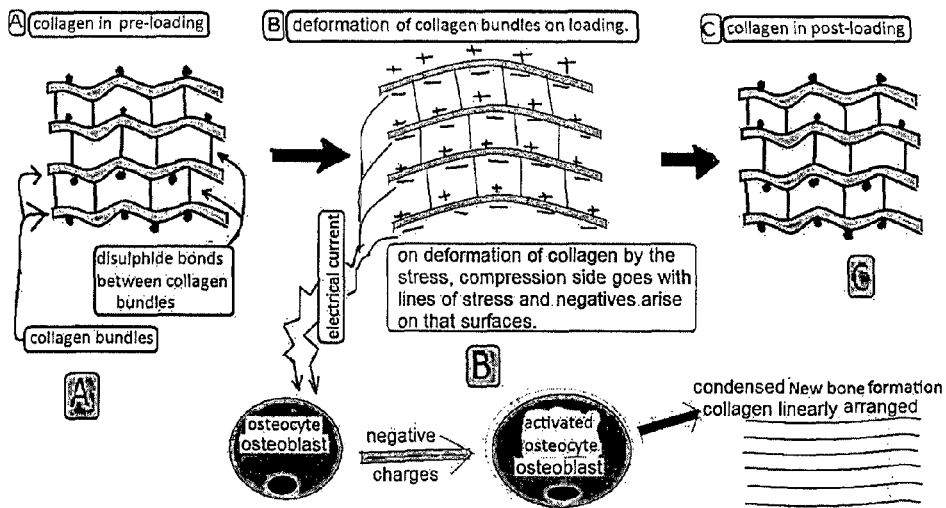 A collagen in pre-loading
B deformation of collagen bundles on loading.
C collagen in post-loading
disulphide bonds
between collagen
bundles
collagen bundles
A
electrical current
on deformation of collagen by the
stress, compression side goes with
lines of stress and negatives arise
on that surfaces.
B
C
osteocyte
osteoblast
negative
charges
activated
osteocyte
osteoblast
condensed New bone formation
collagen linearly arranged